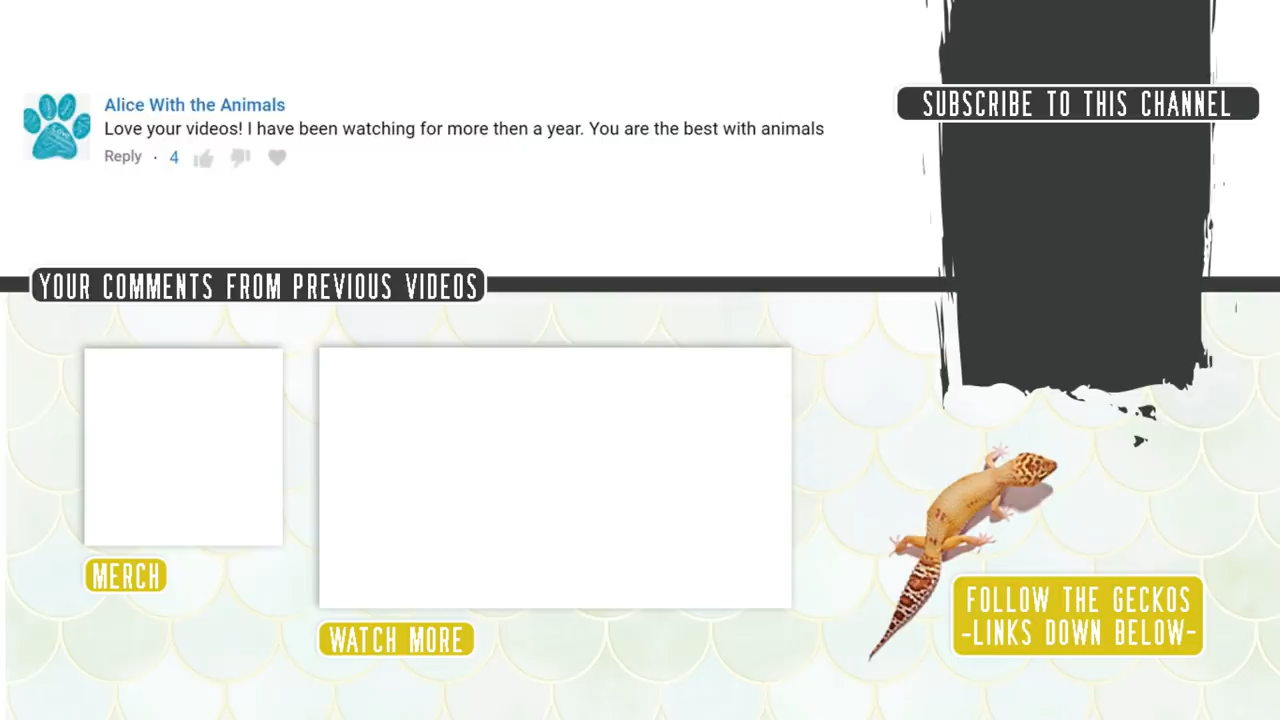 Alice With the Animals
Love your videos! I have been watching for more then a year. You are the best with animals
Reply · 4
SUBSCRIBE TO THIS CHANNEL
YOUR COMMENTS FROM PREVIOUS VIDEOS
MERCH
WATCH MORE
FOLLOW THE GECKOS
-LINKS DOWN BELOW-